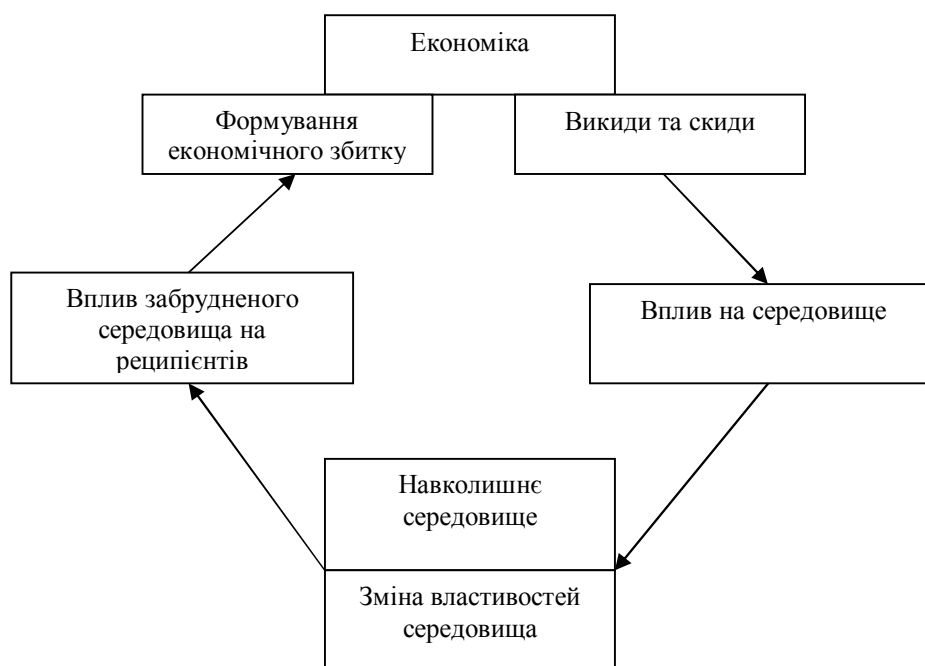 Економіка
Формування
економічного збитку
Викиди та скиди
Вплив забрудненого
середовища на
реципієнтів
Вплив на середовище
Навколишнє
середовище
Зміна властивостей
середовища